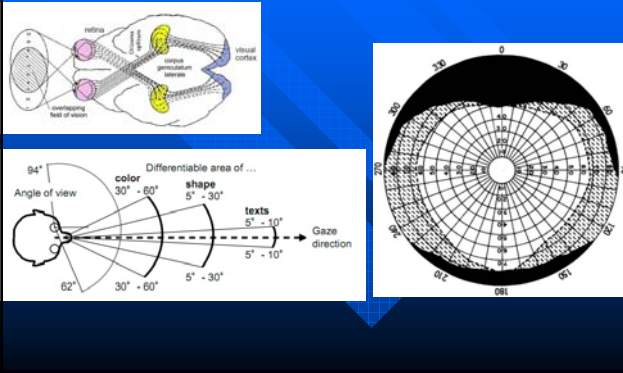 retina
Chiasma
opticum
visual
cortex
corpus
geniculatum
laterale
overlapping
field of vision
94°
Differentiable area of ...
color
30° - 60°
shape
5° - 30°
texts
5° - 10°
Angle of view
Gaze
direction
5° - 10°
5° - 30°
30° - 60°
62°
0
30
60
120
150
180
210
240
270
300
330